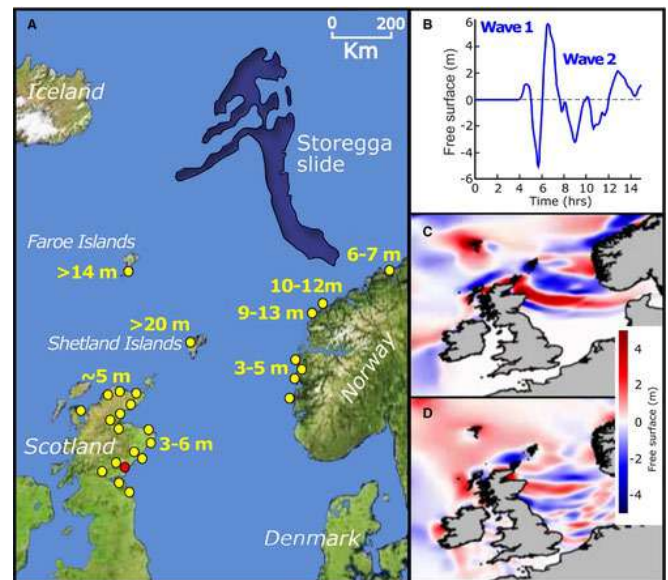 A
0 200
Km
Iceland
Storegga
slide
Faroe Islands
>14 m
6-7 m
10-12m
9-13 m
>20 m
Shetland Islands
3-5 m
Norway
~5 m
3-6 m
Scotland
Denmark
B
Wave 1
Wave 2
Free surface (m)
6
4
2
0
-2
-4
-6
0 2 4 6 8 10 12 14
Time (hrs)
C
D
4
2
0
-2
-4
Free surface (m)